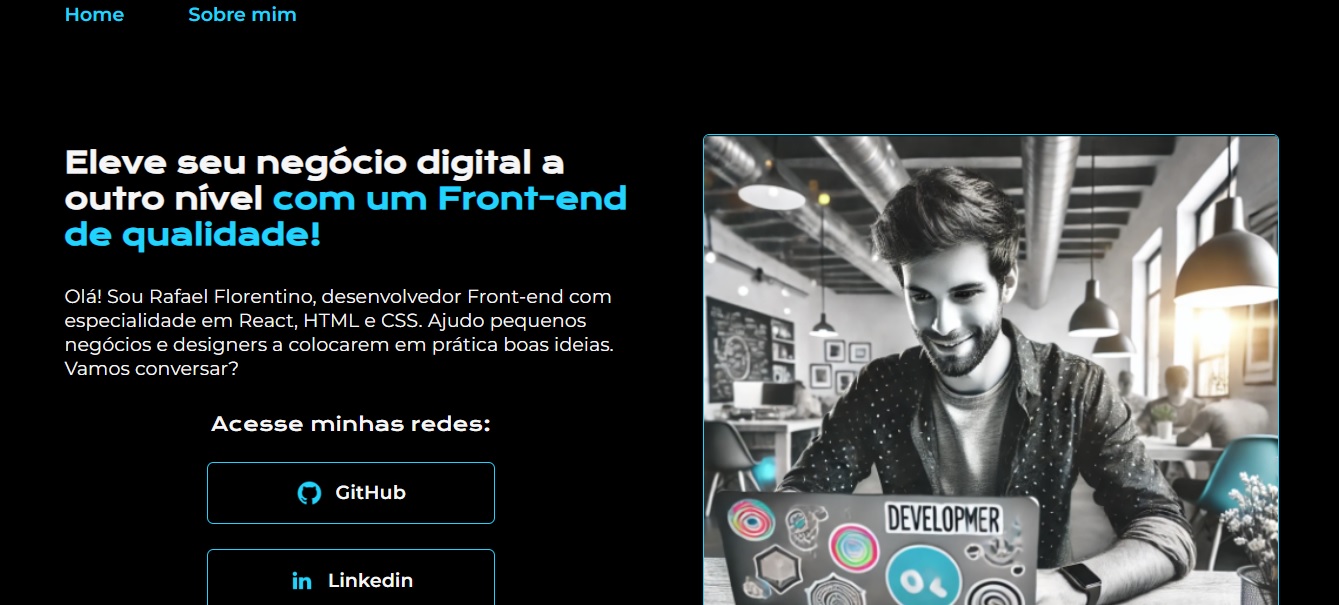 Home
Sobre mim
Eleve seu negócio digital a
outro nível com um Front-end
de qualidade!
Olá! Sou Rafael Florentino, desenvolvedor Front-end com
especialidade em React, HTML e CSS. Ajudo pequenos
negócios e designers a colocarem em prática boas ideias.
Vamos conversar?
Acesse minhas redes:
GitHub
in Linkedin
DEVELOPMER